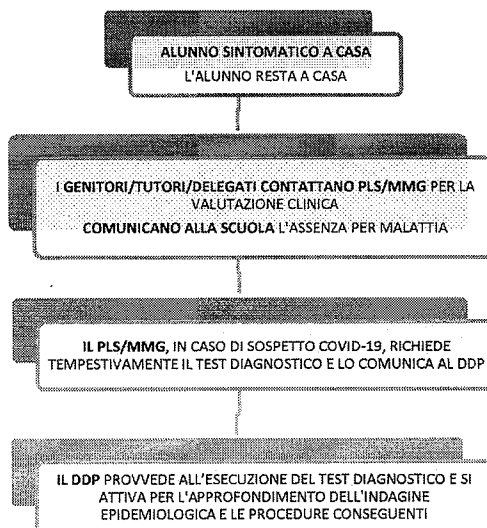 ALUNNO SINTOMATICO A CASA
L'ALUNNO RESTA A CASA
I GENITORI/TUTORI/DELEGATI CONTATTANO PLS/MMG PER LA
VALUTAZIONE CLINICA
COMUNICANO ALLA SCUOLA L'ASSENZA PER MALATTIA
IL PLS/MMG, IN CASO DI SOSPETTO COVID-19, RICHIEDE
TEMPESTIVAMENTE IL TEST DIAGNOSTICO E LO COMUNICA AL DDP
IL DDP PROVVEDE ALL'ESECUZIONE DEL TEST DIAGNOSTICO E SI
ATTIVA PER L'APPROFONDIMENTO DELL'INDAGINE
EPIDEMIOLOGICA E LE PROCEDURE CONSEGUENTI